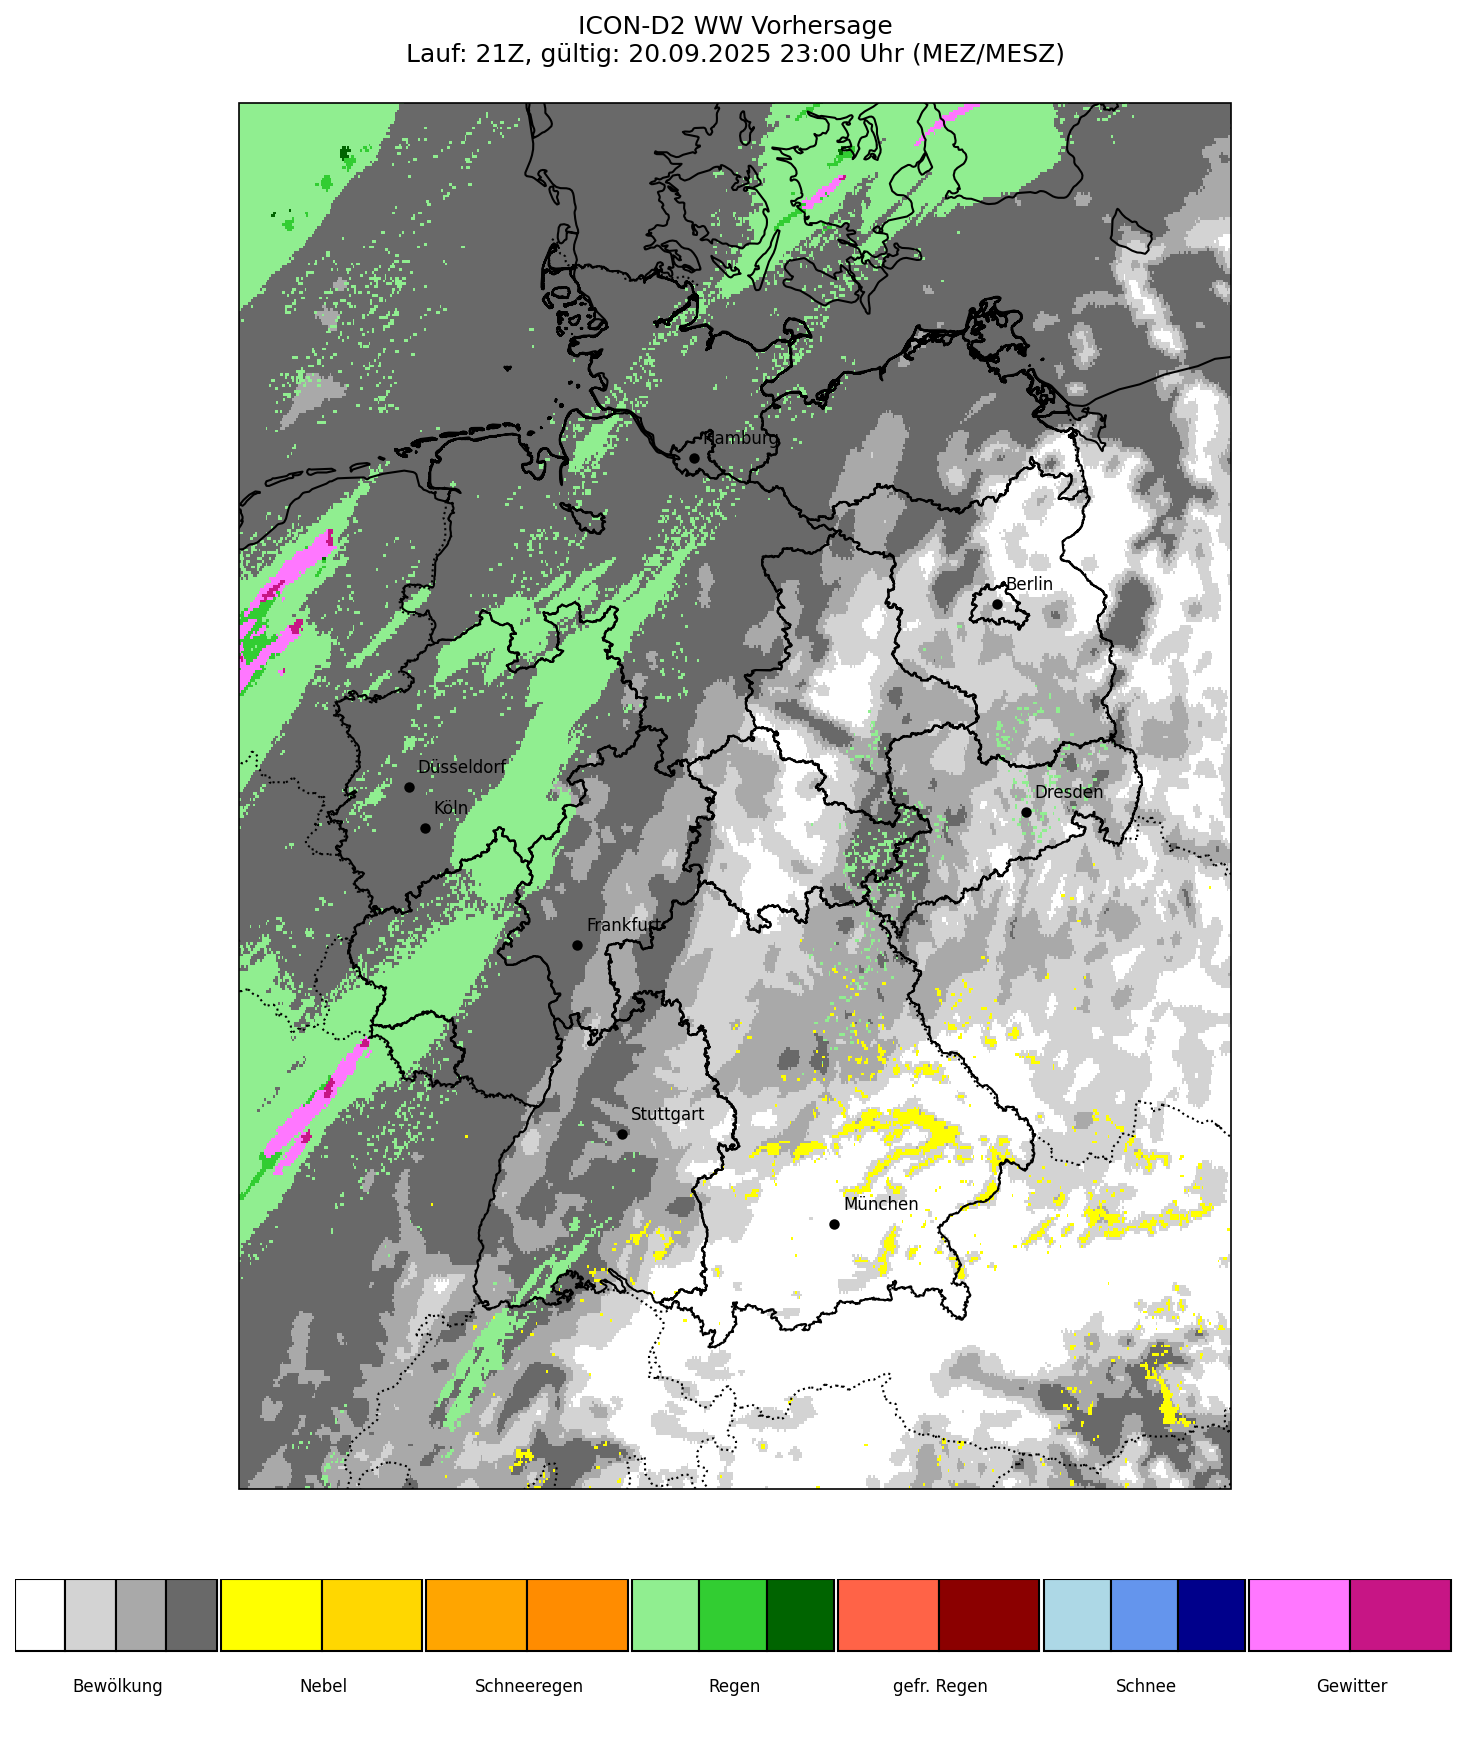 ICON-D2 WW Vorhersage
Lauf: 21Z, gültig: 20.09.2025 23:00 Uhr (MEZ/MESZ)
Hamburg
Berlin
Düsseldorf
Köln
Dresden
Frankfurt
Stuttgart
München
Bewölkung
Nebel
Schneeregen
Regen
gefr. Regen
Schnee
Gewitter